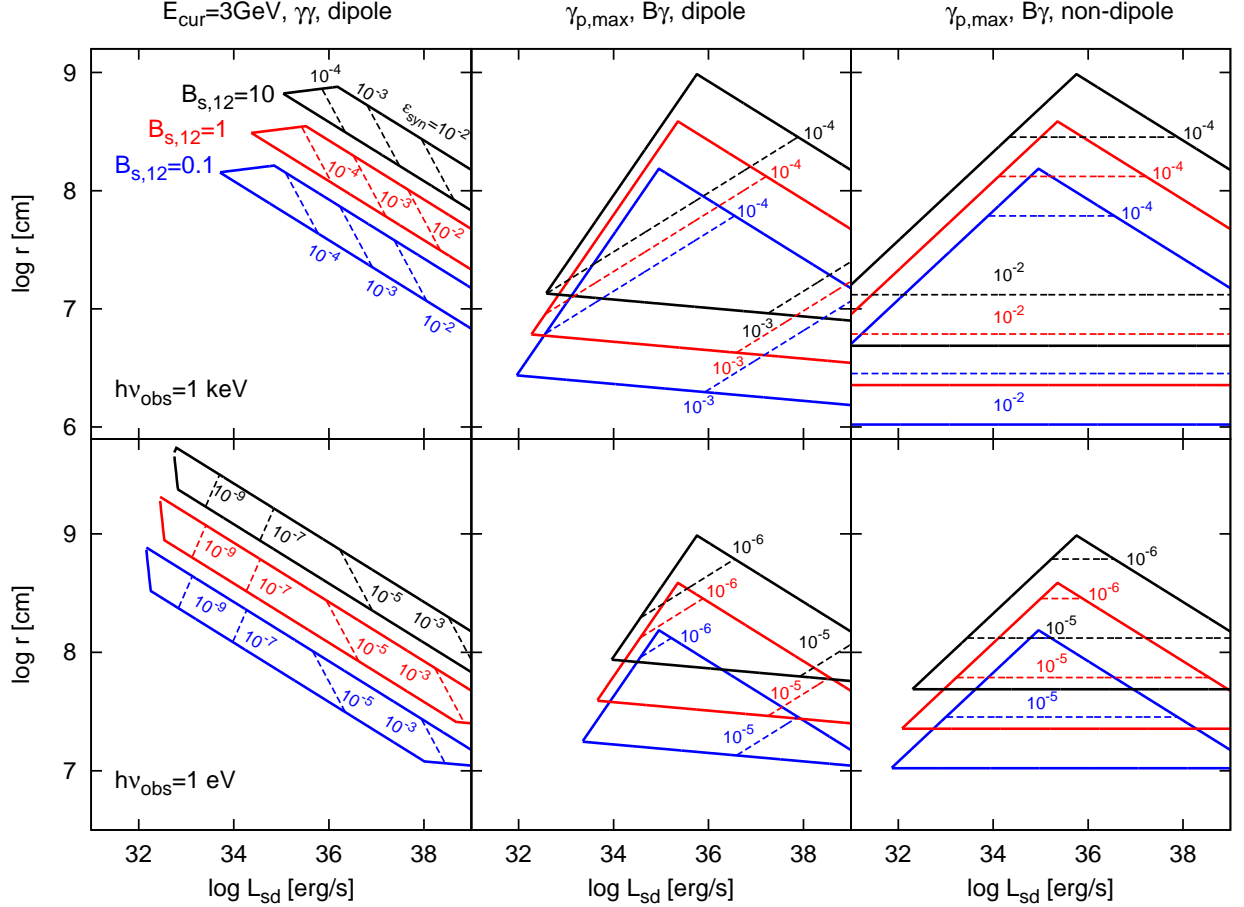 E_cur=3GeV, γγ, dipole
γ_p,max, Bγ, dipole
γ_p,max, Bγ, non-dipole
9
8
7
6
log r [cm]
B_s,12=10
B_s,12=1
B_s,12=0.1
10^-4
10^-3
ε_syn=10^-2
10^-4
10^-3
10^-2
10^-4
10^-3
10^-2
hν_obs=1 keV
10^-4
10^-4
10^-4
10^-3
10^-3
10^-3
10^-4
10^-4
10^-4
10^-2
10^-2
10^-2
9
8
7
log r [cm]
10^-9
10^-7
10^-5
10^-3
10^-9
10^-7
10^-5
10^-3
10^-9
10^-7
10^-5
10^-3
hν_obs=1 eV
10^-6
10^-6
10^-6
10^-5
10^-5
10^-5
10^-6
10^-6
10^-5
10^-5
10^-5
32 34 36 38
32 34 36 38
32 34 36 38
log L_sd [erg/s]
log L_sd [erg/s]
log L_sd [erg/s]